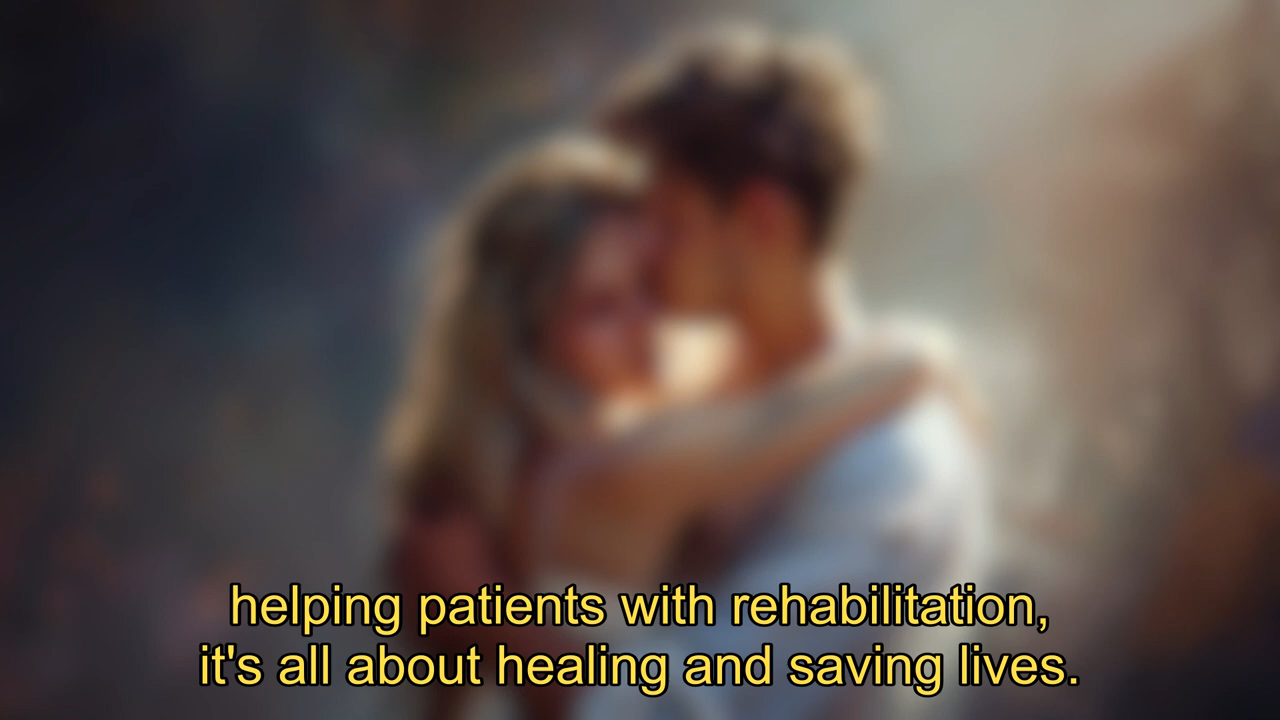 helping patients with rehabilitation,
it's all about healing and saving lives.